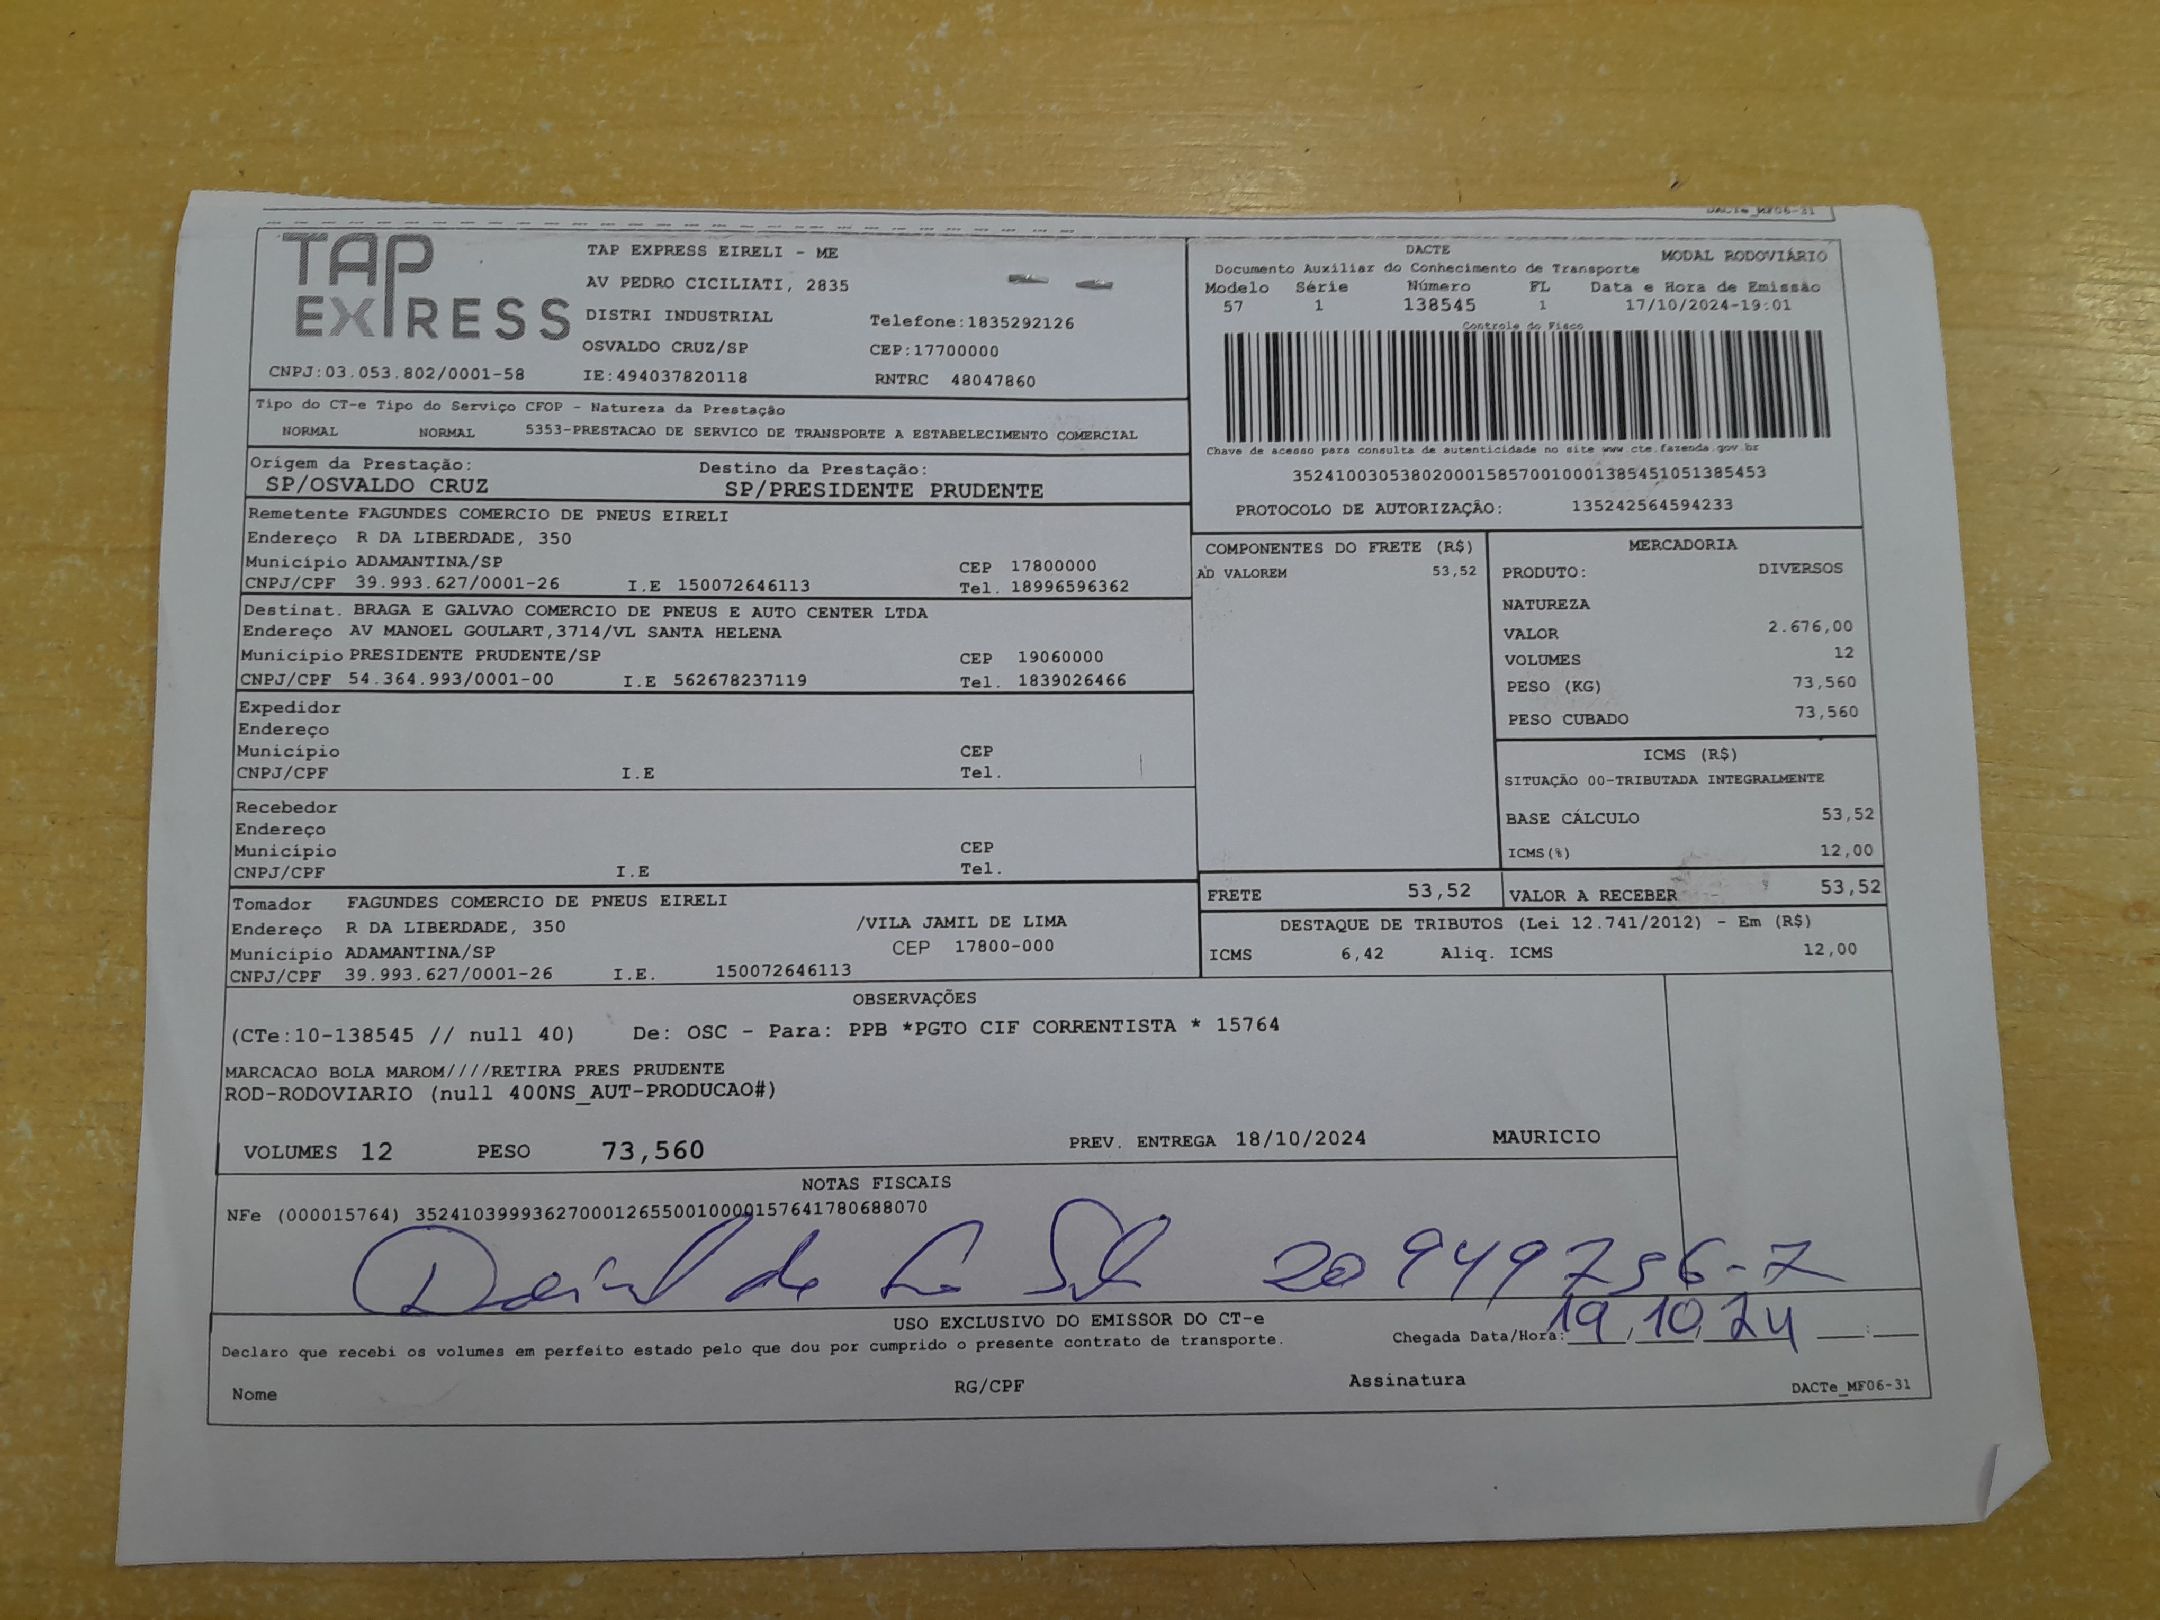 DACTe_MF06-31
TAP EXPRESS
TAP EXPRESS EIRELI - ME
AV PEDRO CICILIATI, 2835
DISTRI INDUSTRIAL
Telefone:1835292126
OSVALDO CRUZ/SP
CEP:17700000
CNPJ:03.053.802/0001-58
IE:494037820118
RNTRC 48047860
DACTE
MODAL RODOVIÁRIO
Documento Auxiliar do Conhecimento de Transporte
Modelo Série Número FL Data e Hora de Emissão
57 1 138545 1 17/10/2024-19:01
Controle do Fisco
Chave de acesso para consulta de autenticidade no site www.cte.fazenda.gov.br
35241003053802000158570010001385451051385453
PROTOCOLO DE AUTORIZAÇÃO: 135242564594233
Tipo do CT-e Tipo do Serviço CFOP - Natureza da Prestação
NORMAL NORMAL 5353-PRESTACAO DE SERVICO DE TRANSPORTE A ESTABELECIMENTO COMERCIAL
Origem da Prestação: Destino da Prestação:
SP/OSVALDO CRUZ SP/PRESIDENTE PRUDENTE
Remetente FAGUNDES COMERCIO DE PNEUS EIRELI
Endereço R DA LIBERDADE, 350
Município ADAMANTINA/SP CEP 17800000
CNPJ/CPF 39.993.627/0001-26 I.E 150072646113 Tel. 18996596362
Destinat. BRAGA E GALVAO COMERCIO DE PNEUS E AUTO CENTER LTDA
Endereço AV MANOEL GOULART,3714/VL SANTA HELENA
Município PRESIDENTE PRUDENTE/SP CEP 19060000
CNPJ/CPF 54.364.993/0001-00 I.E 562678237119 Tel. 1839026466
Expedidor
Endereço
Município CEP
CNPJ/CPF I.E Tel.
Recebedor
Endereço
Município CEP
CNPJ/CPF I.E Tel.
Tomador FAGUNDES COMERCIO DE PNEUS EIRELI
Endereço R DA LIBERDADE, 350 /VILA JAMIL DE LIMA
Municipio ADAMANTINA/SP CEP 17800-000
CNPJ/CPF 39.993.627/0001-26 I.E. 150072646113
COMPONENTES DO FRETE (R$)
AD VALOREM 53,52
MERCADORIA
PRODUTO: DIVERSOS
NATUREZA
VALOR 2.676,00
VOLUMES 12
PESO (KG) 73,560
PESO CUBADO 73,560
ICMS (R$)
SITUAÇÃO 00-TRIBUTADA INTEGRALMENTE
BASE CÁLCULO 53,52
ICMS(%) 12,00
FRETE 53,52 VALOR A RECEBER 53,52
DESTAQUE DE TRIBUTOS (Lei 12.741/2012) - Em (R$)
ICMS 6,42 Aliq. ICMS 12,00
OBSERVAÇÕES
(CTe:10-138545 // null 40) De: OSC - Para: PPB *PGTO CIF CORRENTISTA * 15764
MARCACAO BOLA MAROM////RETIRA PRES PRUDENTE
ROD-RODOVIARIO (null 400NS_AUT-PRODUCAO#)
VOLUMES 12 PESO 73,560 PREV. ENTREGA 18/10/2024 MAURICIO
NOTAS FISCAIS
NFe (000015764) 35241039993627000126550010000157641780688070
20949756-7
USO EXCLUSIVO DO EMISSOR DO CT-e
Declaro que recebi os volumes em perfeito estado pelo que dou por cumprido o presente contrato de transporte.
Chegada Data/Hora: 19/10/24 __:__
Nome RG/CPF Assinatura DACTe_MF06-31